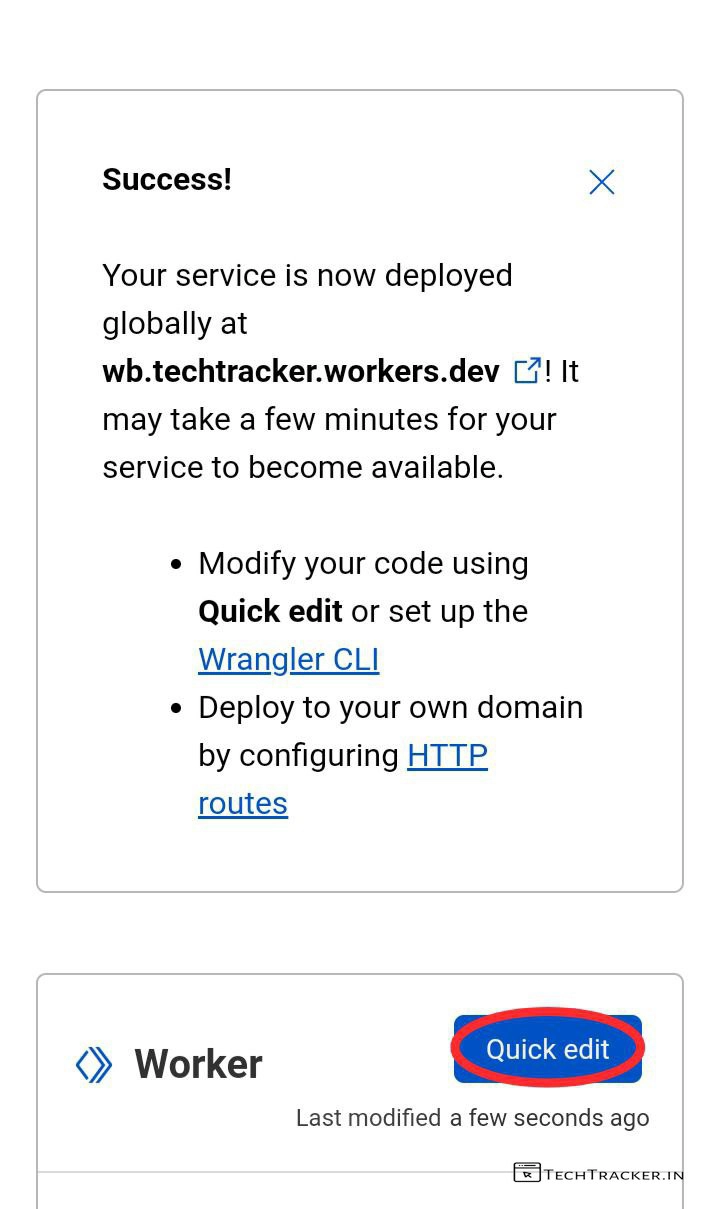 Success!
Your service is now deployed
globally at
wb.techtracker.workers.dev ! It
may take a few minutes for your
service to become available.
• Modify your code using
Quick edit or set up the
Wrangler CLI
• Deploy to your own domain
by configuring HTTP
routes
Worker
Quick edit
Last modified a few seconds ago
TECHTRACKER.IN